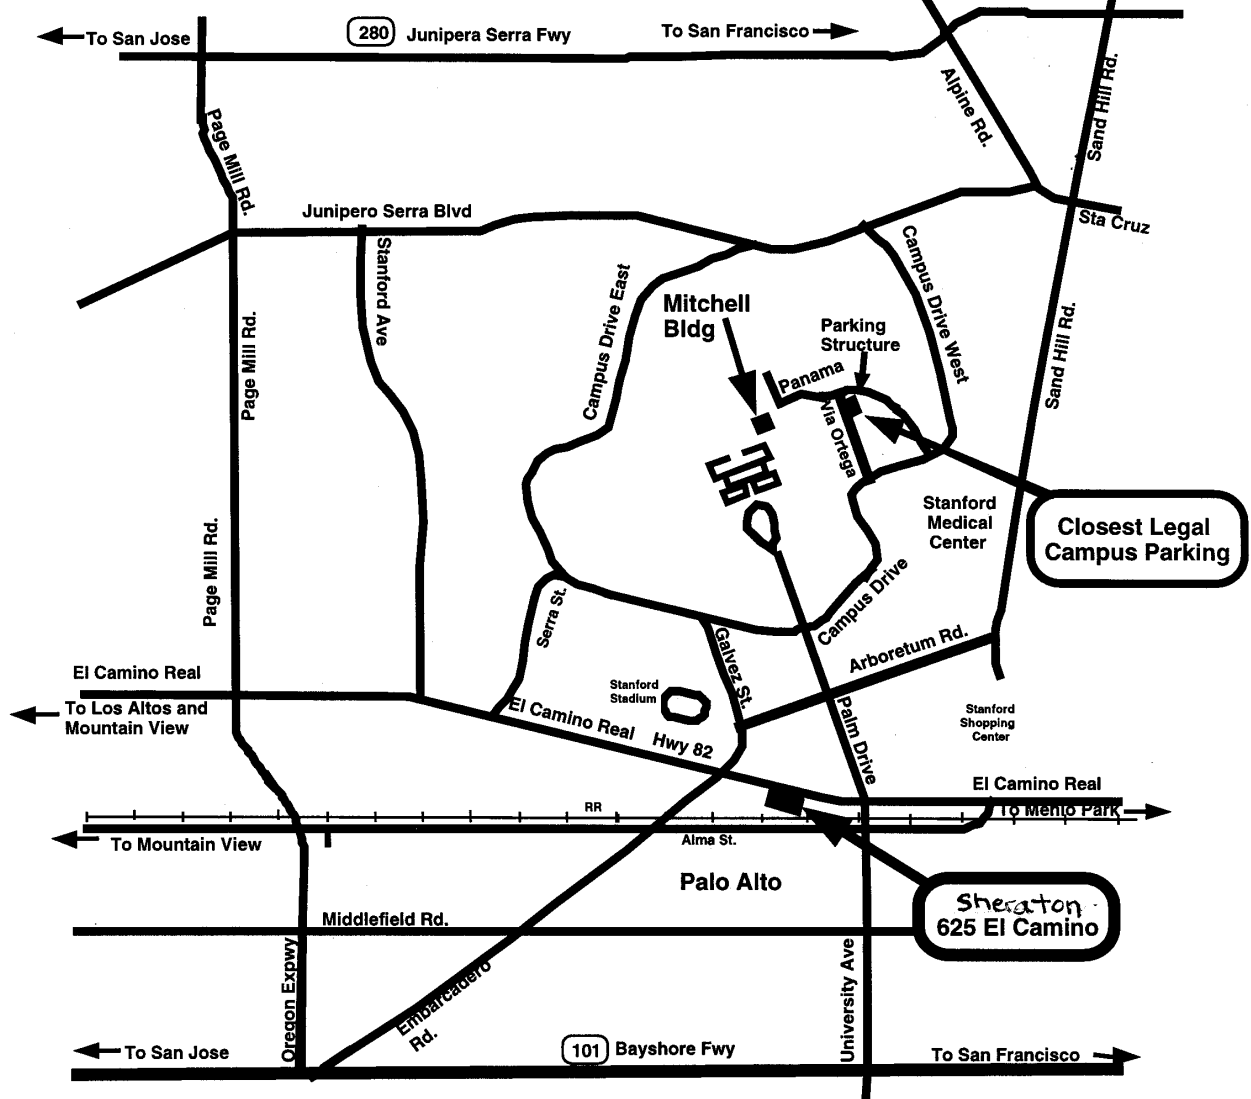 To San Jose
280 Junipera Serra Fwy
To San Francisco
Page Mill Rd.
Alpine Rd.
Sand Hill Rd.
Junipero Serra Blvd
Sta Cruz
Stanford Ave
Campus Drive East
Campus Drive West
Mitchell
Bldg
Parking
Structure
Page Mill Rd.
Sand Hill Rd.
Panama
Via Ortega
Stanford
Medical
Center
Closest Legal
Campus Parking
Page Mill Rd.
Serra St.
Campus Drive
Galvez St.
Arboretum Rd.
El Camino Real
To Los Altos and
Mountain View
Stanford
Stadium
El Camino Real
Hwy 82
Palm Drive
Stanford
Shopping
Center
El Camino Real
To Menlo Park
RR
To Mountain View
Alma St.
Palo Alto
Sheraton
625 El Camino
Middlefield Rd.
Oregon Expwy
Embarcadero
Rd.
University Ave
To San Jose
101 Bayshore Fwy
To San Francisco